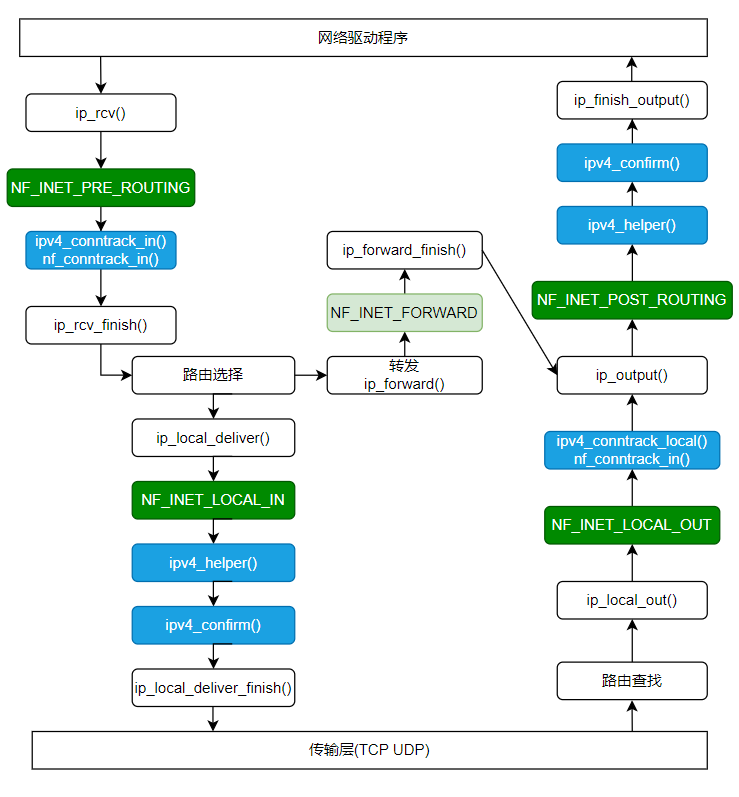 网络驱动程序
ip_rcv()
NF_INET_PRE_ROUTING
ipv4_conntrack_in()
nf_conntrack_in()
ip_rcv_finish()
路由选择
ip_local_deliver()
NF_INET_LOCAL_IN
ipv4_helper()
ipv4_confirm()
ip_local_deliver_finish()
ip_forward_finish()
NF_INET_FORWARD
转发
ip_forward()
ip_finish_output()
ipv4_confirm()
ipv4_helper()
NF_INET_POST_ROUTING
ip_output()
ipv4_conntrack_local()
nf_conntrack_in()
NF_INET_LOCAL_OUT
ip_local_out()
路由查找
传输层(TCP UDP)